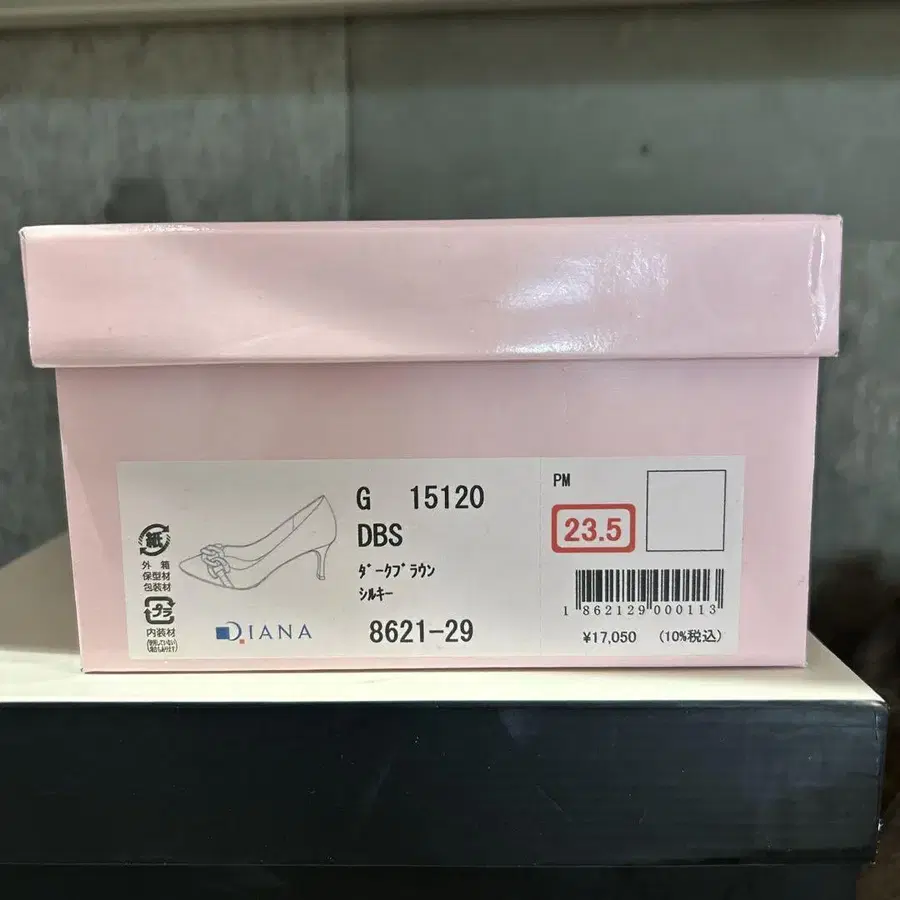 紙
外箱
保型材
包装材
プラ
内装材
DIANA
G 15120
DBS
ﾀﾞｰｸﾌﾞﾗｳﾝ
ｼﾙｷｰ
8621-29
PM
23.5
1 862129 000113
¥17,050 (10%税込)